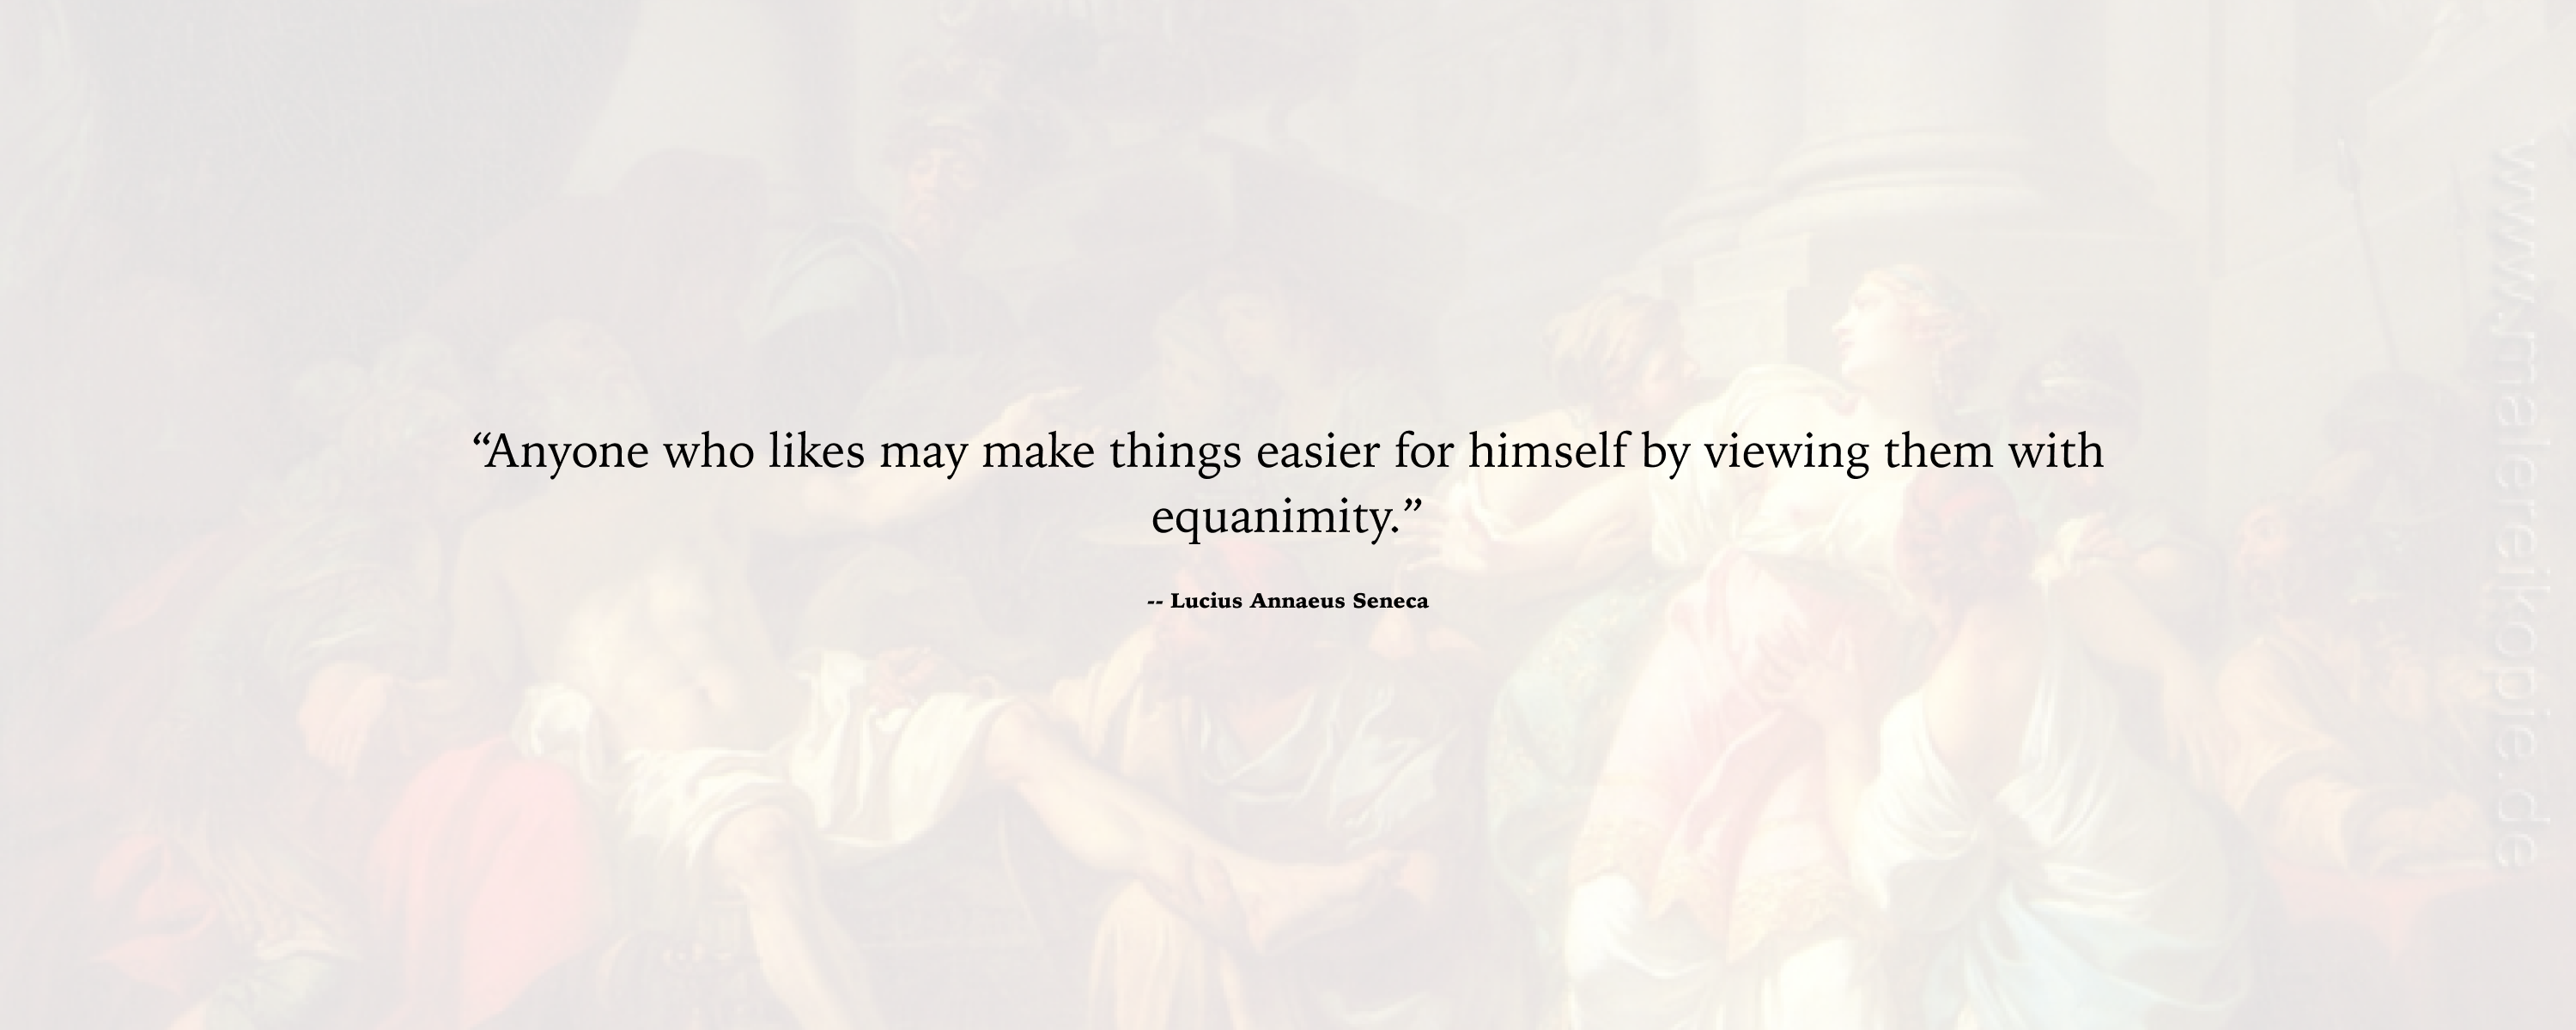 “Anyone who likes may make things easier for himself by viewing them with
equanimity.”
-- Lucius Annaeus Seneca
www.malereikopie.de